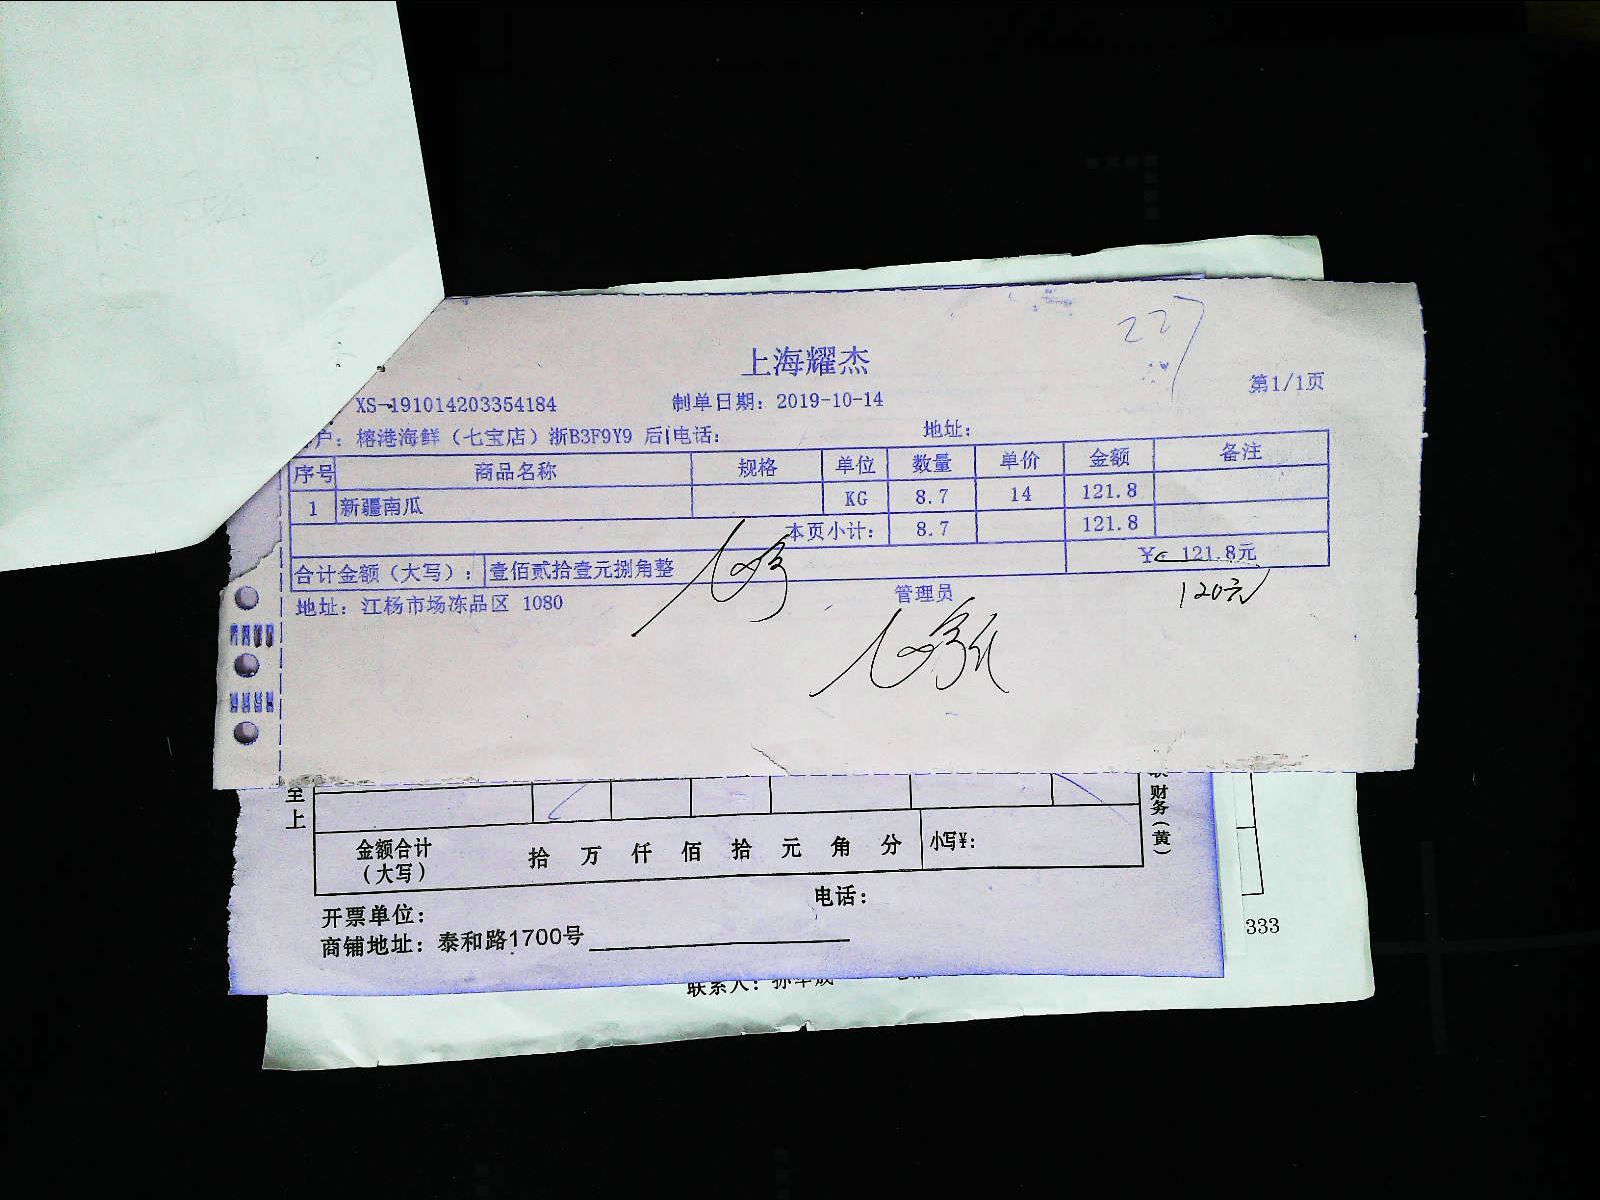 227
上海耀杰
第1/1页
XS-191014203354184 制单日期：2019-10-14
户：榕港海鲜（七宝店）浙B3F9Y9 后 电话： 地址：
序号 商品名称 规格 单位 数量 单价 金额 备注
1 新疆南瓜 KG 8.7 14 121.8
本页小计： 8.7 121.8
合计金额（大写）： 壹佰贰拾壹元捌角整 ¥： 121.8元
地址：江杨市场冻品区 1080 管理员 120元
至上
财务（黄）
金额合计（大写） 拾 万 仟 佰 拾 元 角 分 小写¥：
开票单位： 电话：
商铺地址：泰和路1700号
333
联系人：